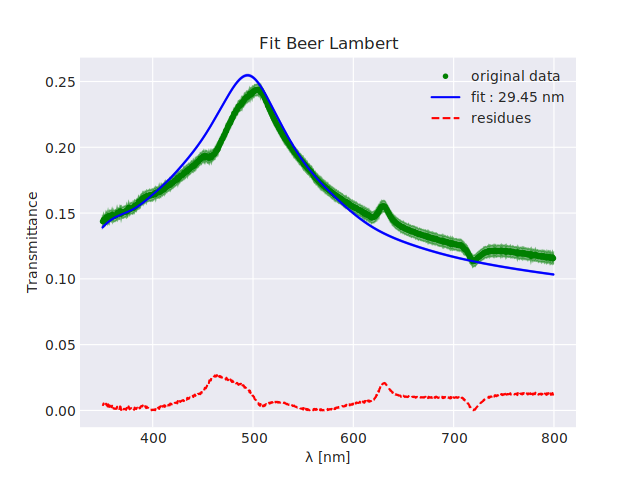 Fit Beer Lambert
original data
fit : 29.45 nm
residues
Transmittance
0.25
0.20
0.15
0.10
0.05
0.00
400 500 600 700 800
λ [nm]